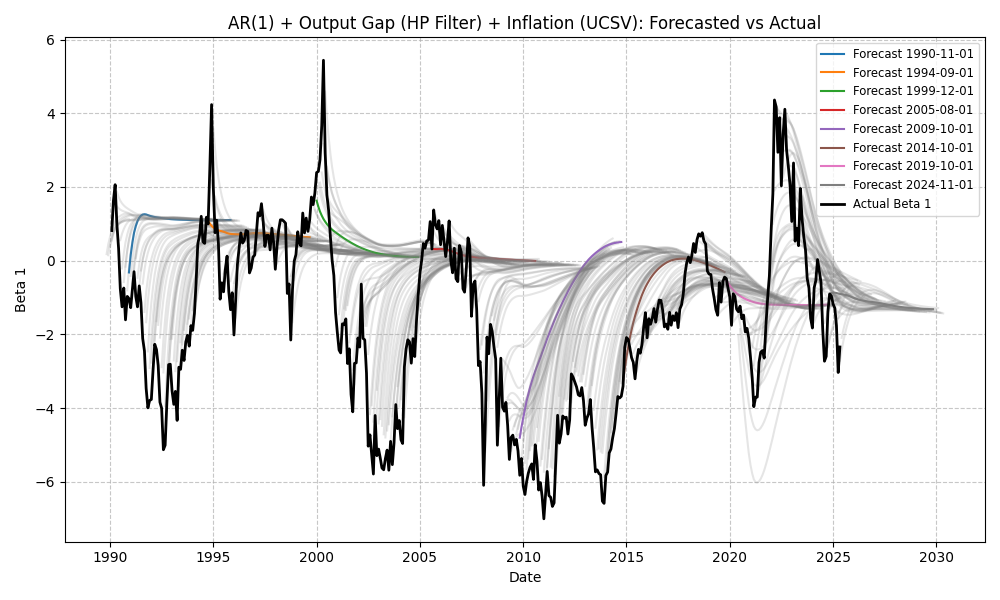 AR(1) + Output Gap (HP Filter) + Inflation (UCSV): Forecasted vs Actual
6
4
2
0
−2
−4
−6
Beta 1
Forecast 1990-11-01
Forecast 1994-09-01
Forecast 1999-12-01
Forecast 2005-08-01
Forecast 2009-10-01
Forecast 2014-10-01
Forecast 2019-10-01
Forecast 2024-11-01
Actual Beta 1
1990 1995 2000 2005 2010 2015 2020 2025 2030
Date